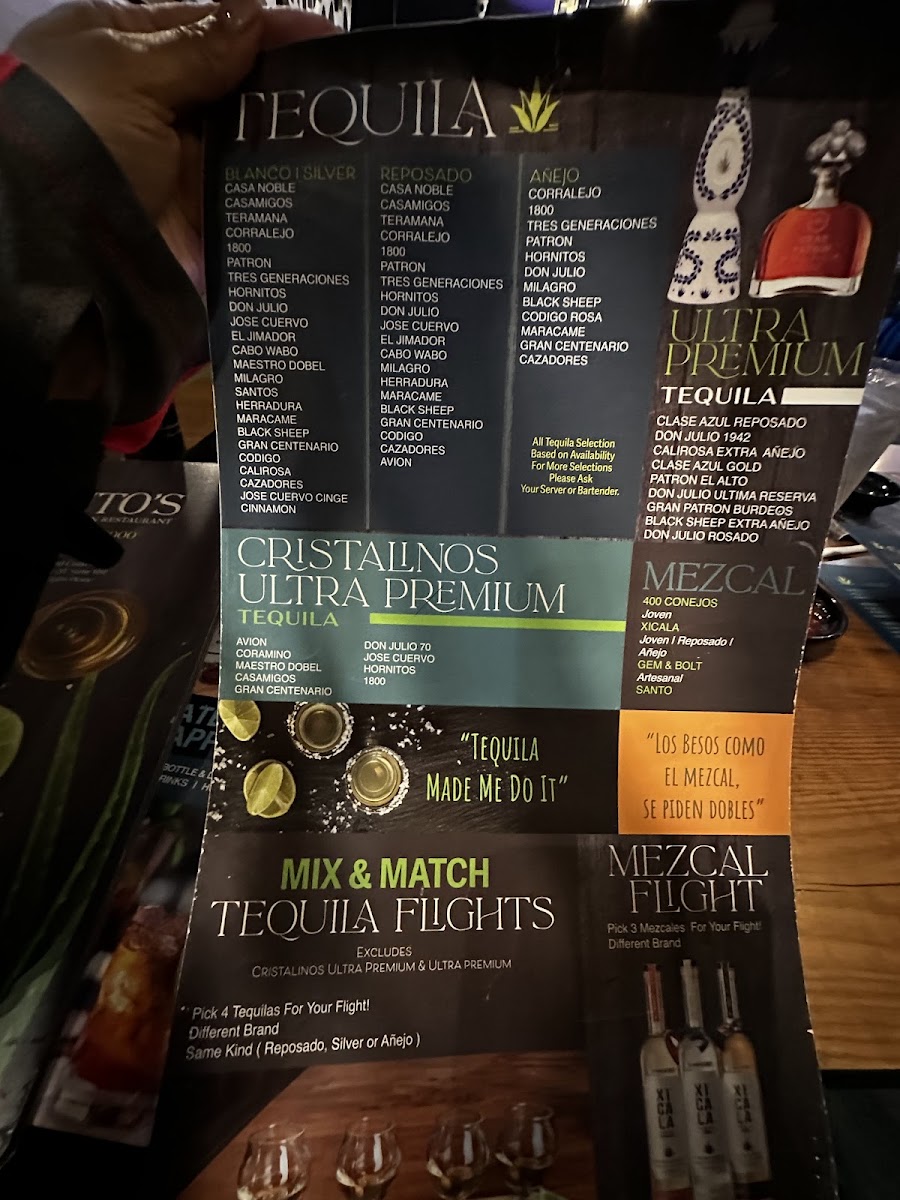 TEQUILA
BLANCO | SILVER
CASA NOBLE
CASAMIGOS
TERAMANA
CORRALEJO
1800
PATRON
TRES GENERACIONES
HORNITOS
DON JULIO
JOSE CUERVO
EL JIMADOR
CABO WABO
MAESTRO DOBEL
MILAGRO
SANTOS
HERRADURA
MARACAME
BLACK SHEEP
GRAN CENTENARIO
CODIGO
CALIROSA
CAZADORES
JOSE CUERVO CINGE
CINNAMON
REPOSADO
CASA NOBLE
CASAMIGOS
TERAMANA
CORRALEJO
1800
PATRON
TRES GENERACIONES
HORNITOS
DON JULIO
JOSE CUERVO
EL JIMADOR
CABO WABO
MILAGRO
HERRADURA
MARACAME
BLACK SHEEP
GRAN CENTENARIO
CODIGO
CAZADORES
AVION
AÑEJO
CORRALEJO
1800
TRES GENERACIONES
PATRON
HORNITOS
DON JULIO
MILAGRO
BLACK SHEEP
CODIGO ROSA
MARACAME
GRAN CENTENARIO
CAZADORES
All Tequila Selection
Based on Availability
For More Selections
Please Ask
Your Server or Bartender.
ULTRA
PREMIUM
TEQUILA
CLASE AZUL REPOSADO
DON JULIO 1942
CALIROSA EXTRA AÑEJO
CLASE AZUL GOLD
PATRON EL ALTO
DON JULIO ULTIMA RESERVA
GRAN PATRON BURDEOS
BLACK SHEEP EXTRA AÑEJO
DON JULIO ROSADO
CRISTALINOS
ULTRA PREMIUM
TEQUILA
AVION
CORAMINO
MAESTRO DOBEL
CASAMIGOS
GRAN CENTENARIO
DON JULIO 70
JOSE CUERVO
HORNITOS
1800
MEZCAL
400 CONEJOS
Joven
XICALA
Joven | Reposado |
Añejo
GEM & BOLT
Artesanal
SANTO
"TEQUILA
MADE ME DO IT"
"LOS BESOS COMO
EL MEZCAL,
SE PIDEN DOBLES"
MIX & MATCH
TEQUILA FLIGHTS
EXCLUDES
CRISTALINOS ULTRA PREMIUM & ULTRA PREMIUM
** Pick 4 Tequilas For Your Flight!
Different Brand
Same Kind ( Reposado, Silver or Añejo )
MEZCAL
FLIGHT
Pick 3 Mezcales For Your Flight!
Different Brand
XICALA
XICALA
XICALA
TO'S
RESTAURANT